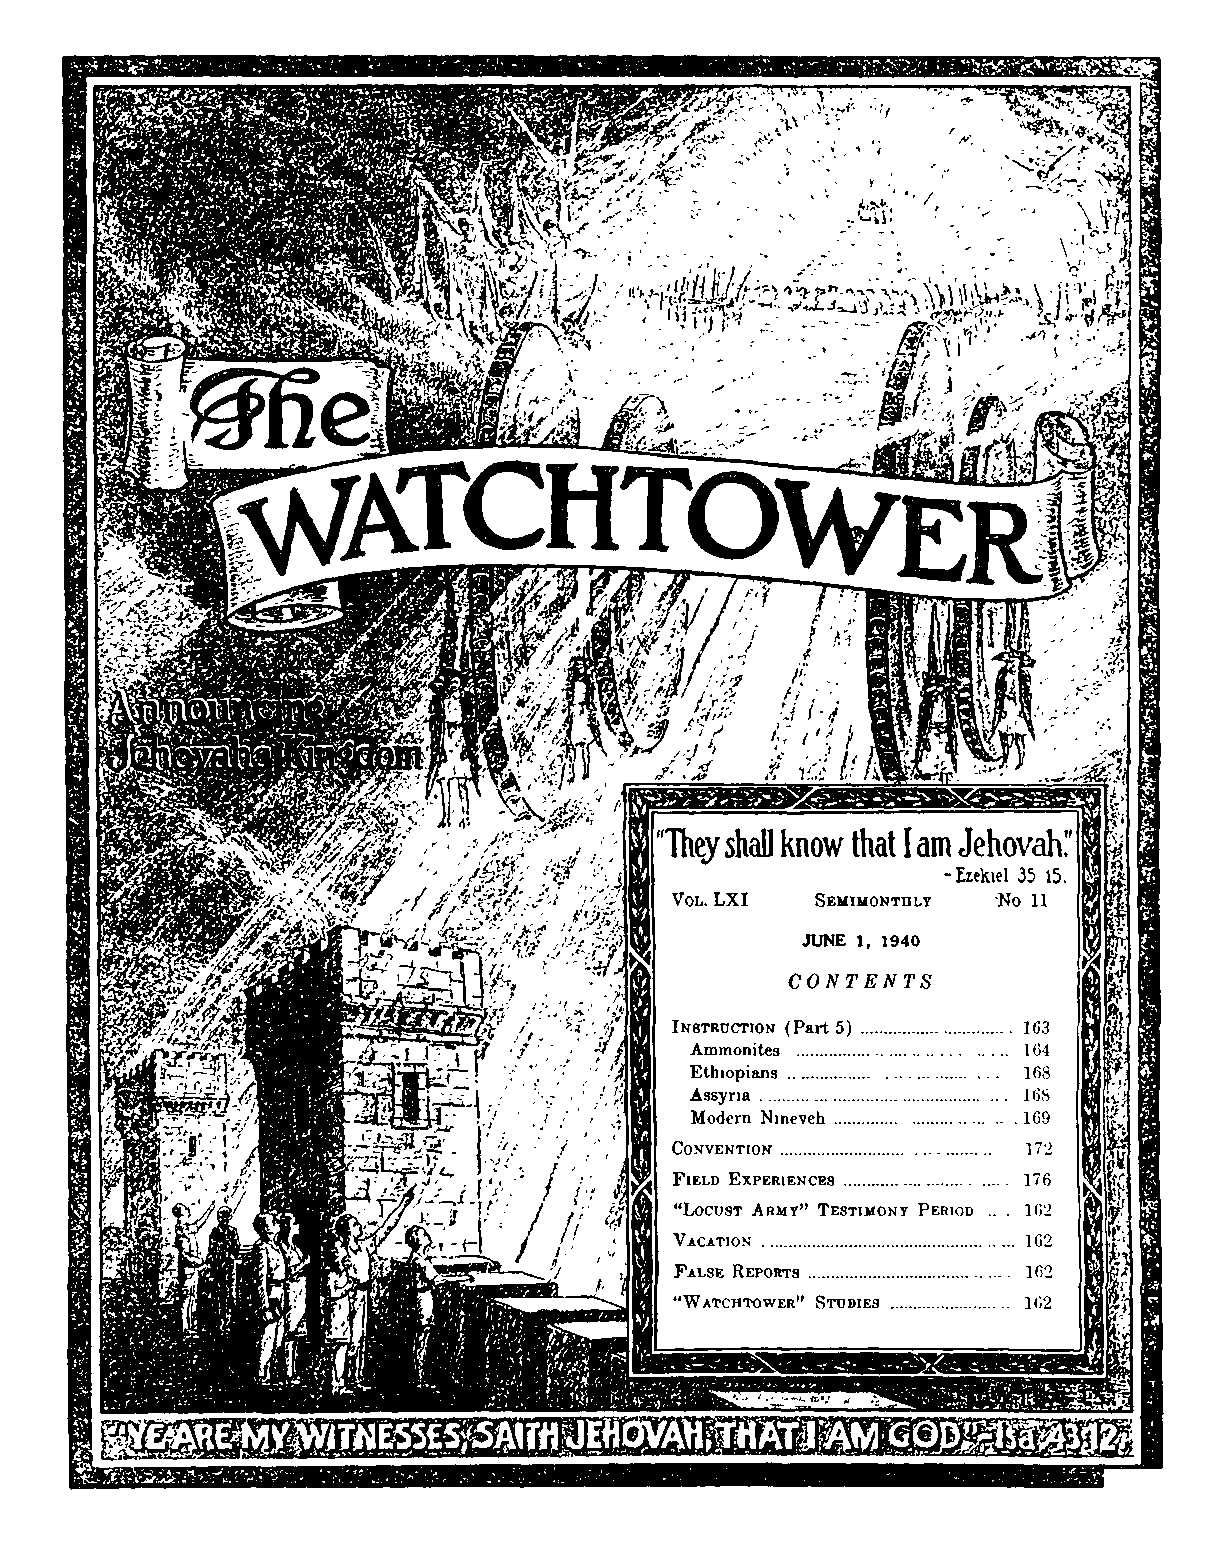 The
WATCHTOWER
Announcing
Jehovah's Kingdom
"They shall know that I am Jehovah."
- Ezekiel 35 15.
VOL. LXI SEMIMONTHLY No 11
JUNE 1, 1940
CONTENTS
INSTRUCTION (Part 5) 163
Ammonites 164
Ethiopians 168
Assyria 168
Modern Nineveh 169
CONVENTION 172
FIELD EXPERIENCES 176
"LOCUST ARMY" TESTIMONY PERIOD 162
VACATION 162
FALSE REPORTS 162
"WATCHTOWER" STUDIES 162
"YE ARE MY WITNESSES, SAITH JEHOVAH, THAT I AM GOD."-Isa. 43:12.